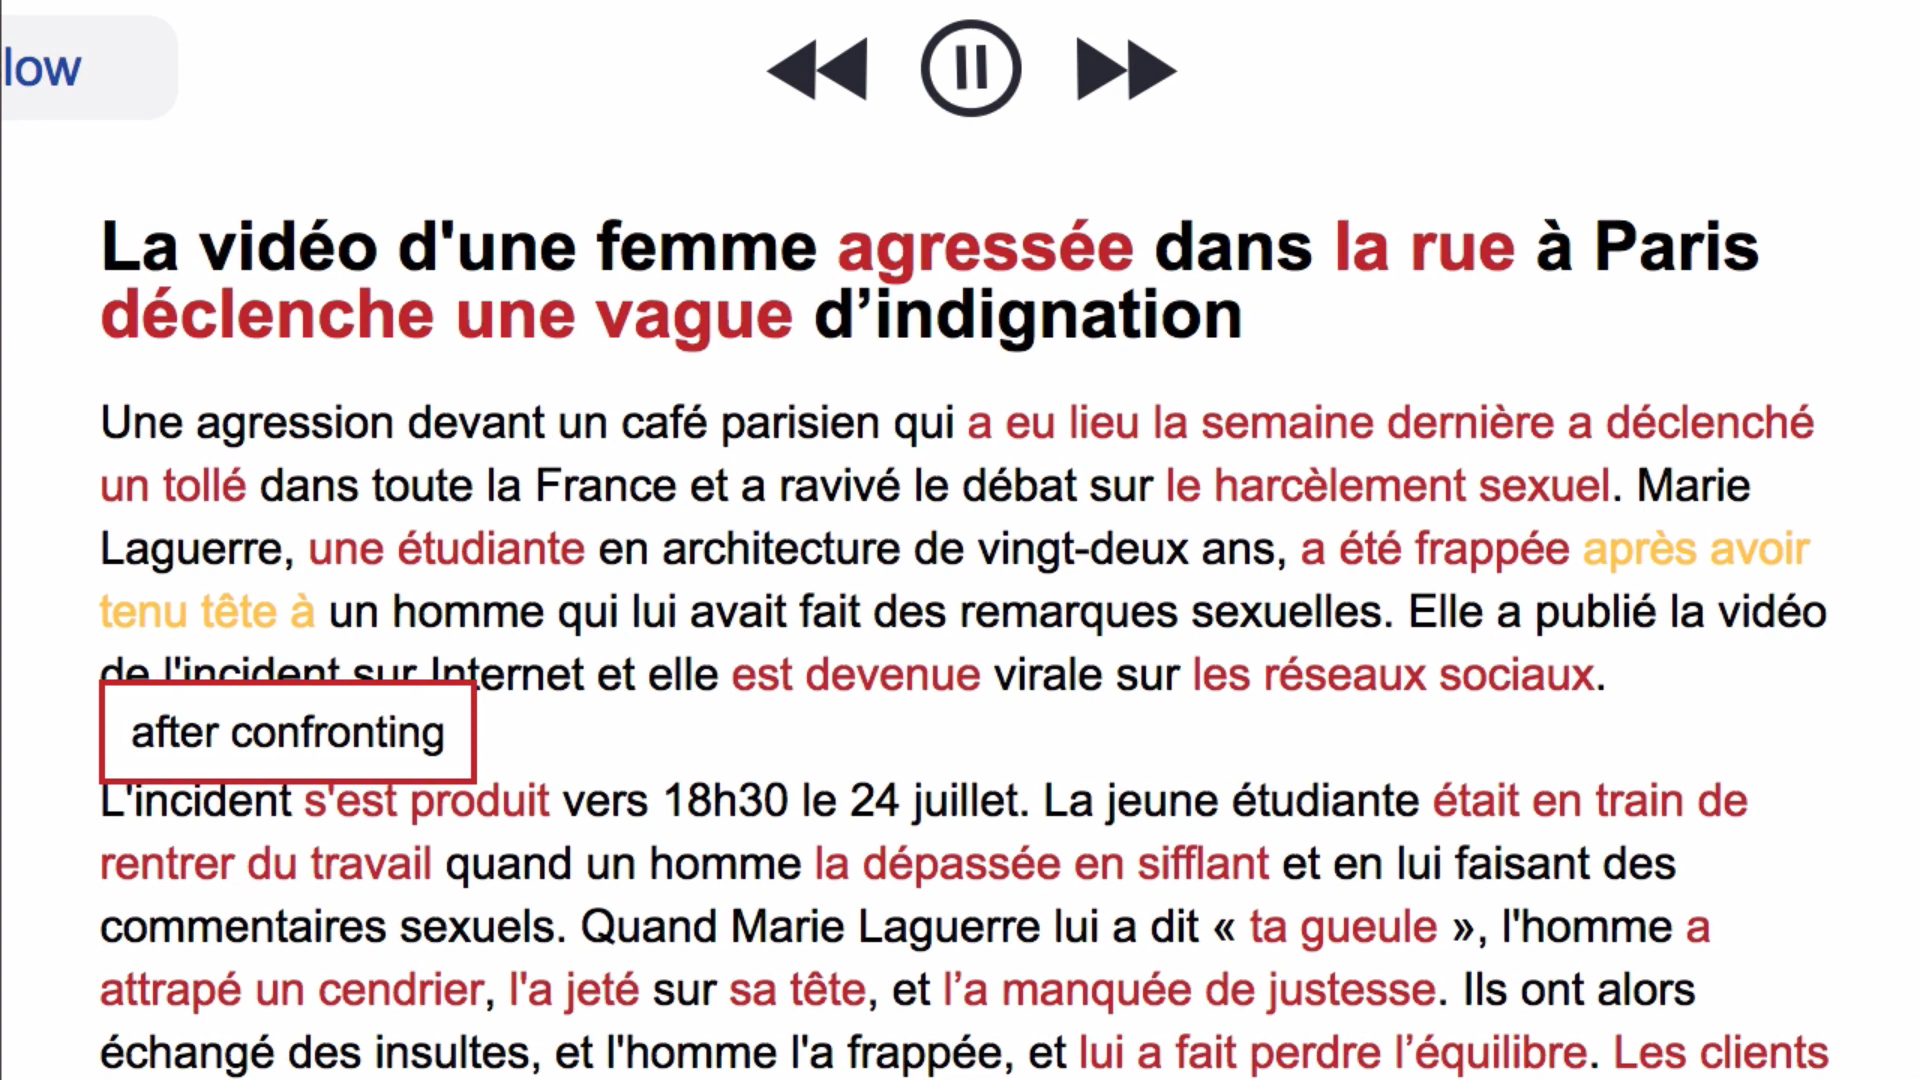 low
La vidéo d'une femme agressée dans la rue à Paris
déclenche une vague d’indignation
Une agression devant un café parisien qui a eu lieu la semaine dernière a déclenché
un tollé dans toute la France et a ravivé le débat sur le harcèlement sexuel. Marie
Laguerre, une étudiante en architecture de vingt-deux ans, a été frappée après avoir
tenu tête à un homme qui lui avait fait des remarques sexuelles. Elle a publié la vidéo
de l'incident sur Internet et elle est devenue virale sur les réseaux sociaux.
after confronting
L'incident s'est produit vers 18h30 le 24 juillet. La jeune étudiante était en train de
rentrer du travail quand un homme la dépassée en sifflant et en lui faisant des
commentaires sexuels. Quand Marie Laguerre lui a dit « ta gueule », l'homme a
attrapé un cendrier, l'a jeté sur sa tête, et l’a manquée de justesse. Ils ont alors
échangé des insultes, et l'homme l'a frappée, et lui a fait perdre l’équilibre. Les clients